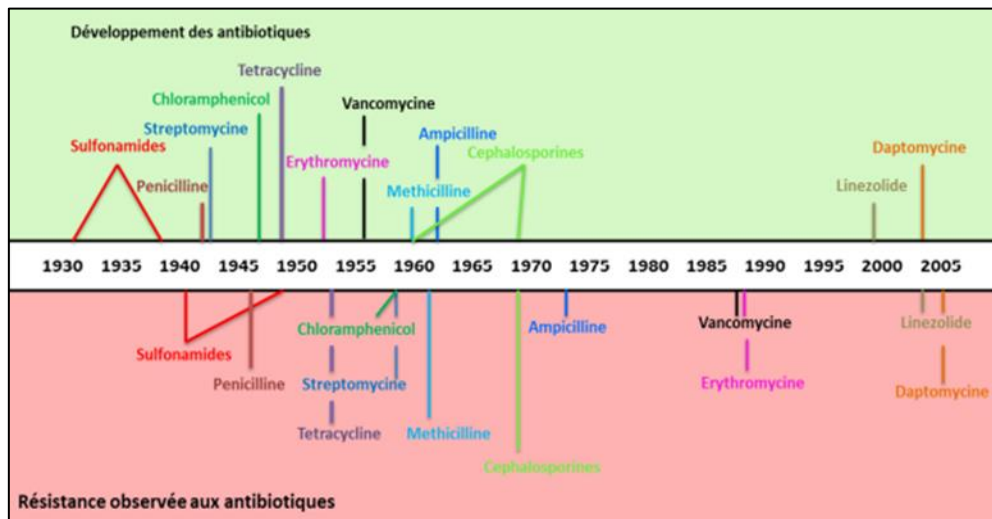 Développement des antibiotiques
Tetracycline
Chloramphenicol
Vancomycine
Streptomycine
Ampicilline
Sulfonamides
Cephalosporines
Daptomycine
Erythromycine
Penicilline
Methicilline
Linezolide
1930 1935 1940 1945 1950 1955 1960 1965 1970 1975 1980 1985 1990 1995 2000 2005
Chloramphenicol
Ampicilline
Vancomycine
Linezolide
Sulfonamides
Penicilline
Streptomycine
Erythromycine
Daptomycine
Tetracycline
Methicilline
Cephalosporines
Résistance observée aux antibiotiques